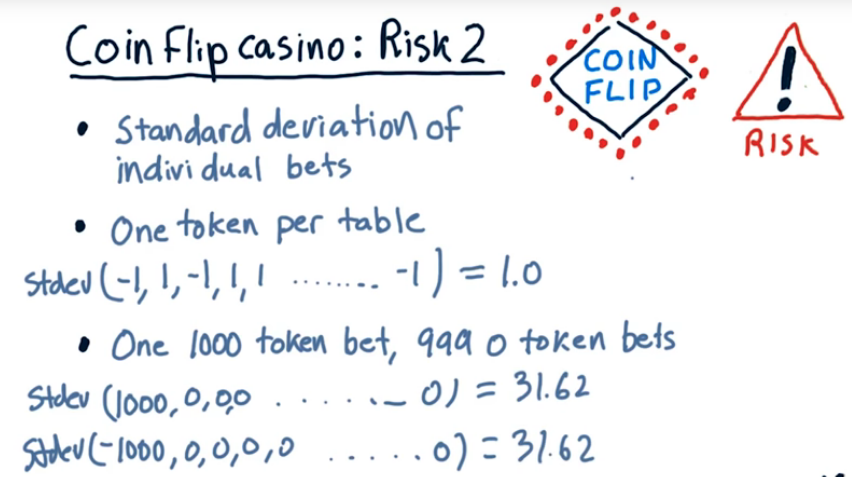 Coin Flip casino: Risk 2
COIN
FLIP
!
RISK
• Standard deviation of
individual bets
• One token per table
Stdev (-1, 1, -1, 1, 1 ........ -1) = 1.0
• One 1000 token bet, 999 0 token bets
Stdev (1000, 0, 0,0 ....... 0) = 31.62
Stdev (-1000, 0, 0, 0, 0 ..... 0) = 31.62